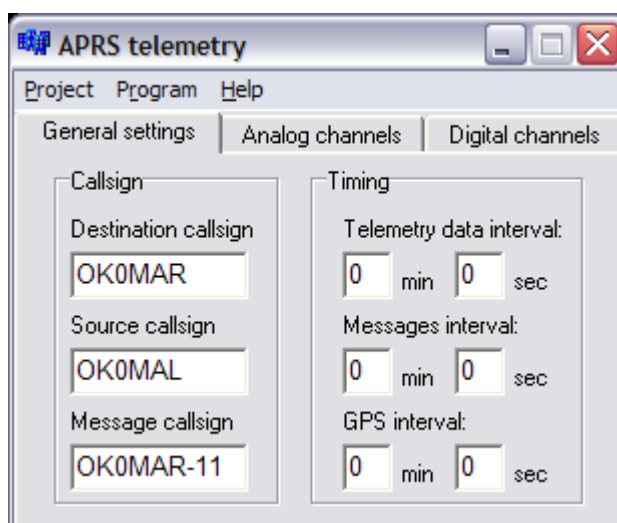 APRS telemetry
Project Program Help
General settings Analog channels Digital channels
Callsign
Destination callsign
OK0MAR
Source callsign
OK0MAL
Message callsign
OK0MAR-11
Timing
Telemetry data interval:
0 min 0 sec
Messages interval:
0 min 0 sec
GPS interval:
0 min 0 sec